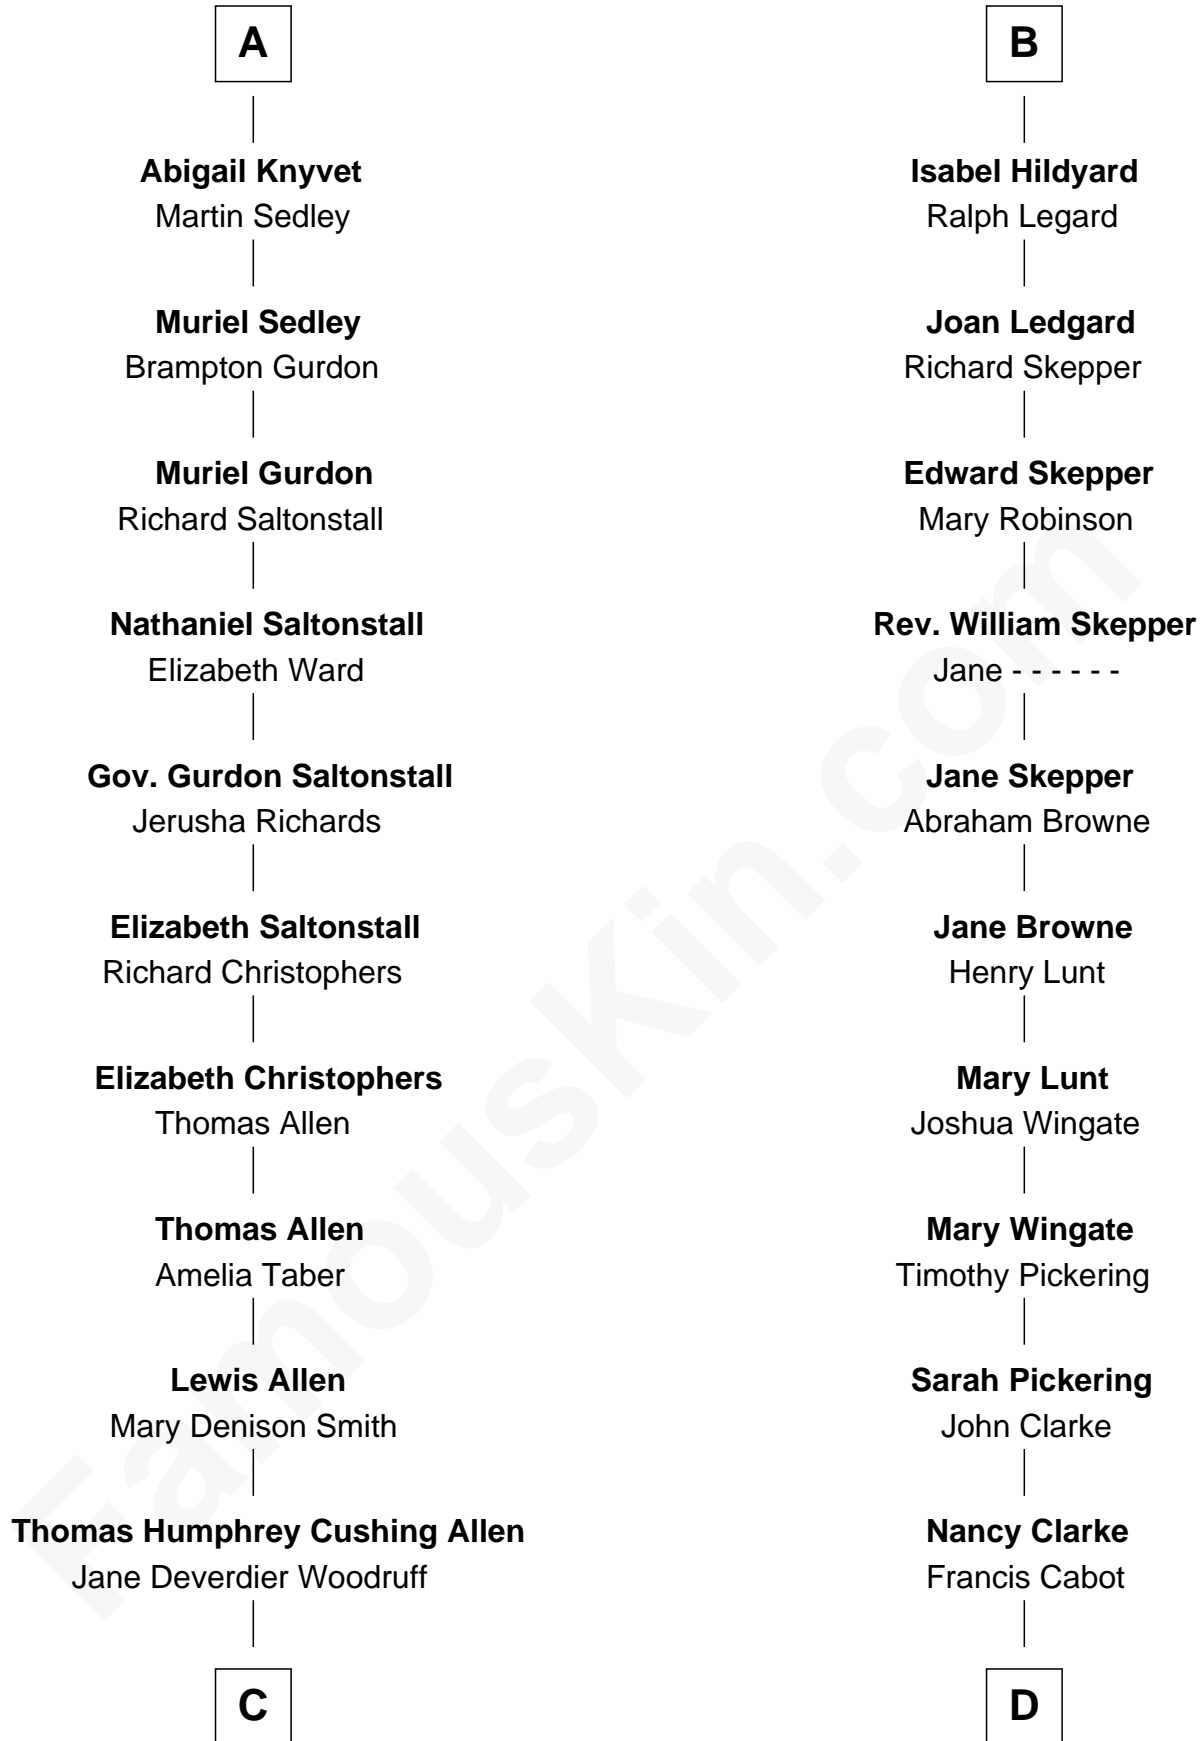 A
Abigail Knyvet
Martin Sedley
Muriel Sedley
Brampton Gurdon
Muriel Gurdon
Richard Saltonstall
Nathaniel Saltonstall
Elizabeth Ward
Gov. Gurdon Saltonstall
Jerusha Richards
Elizabeth Saltonstall
Richard Christophers
Elizabeth Christophers
Thomas Allen
Thomas Allen
Amelia Taber
Lewis Allen
Mary Denison Smith
Thomas Humphrey Cushing Allen
Jane Deverdier Woodruff
C
B
Isabel Hildyard
Ralph Legard
Joan Ledgard
Richard Skepper
Edward Skepper
Mary Robinson
Rev. William Skepper
Jane - - - - - -
Jane Skepper
Abraham Browne
Jane Browne
Henry Lunt
Mary Lunt
Joshua Wingate
Mary Wingate
Timothy Pickering
Sarah Pickering
John Clarke
Nancy Clarke
Francis Cabot
D
FamousKin.com